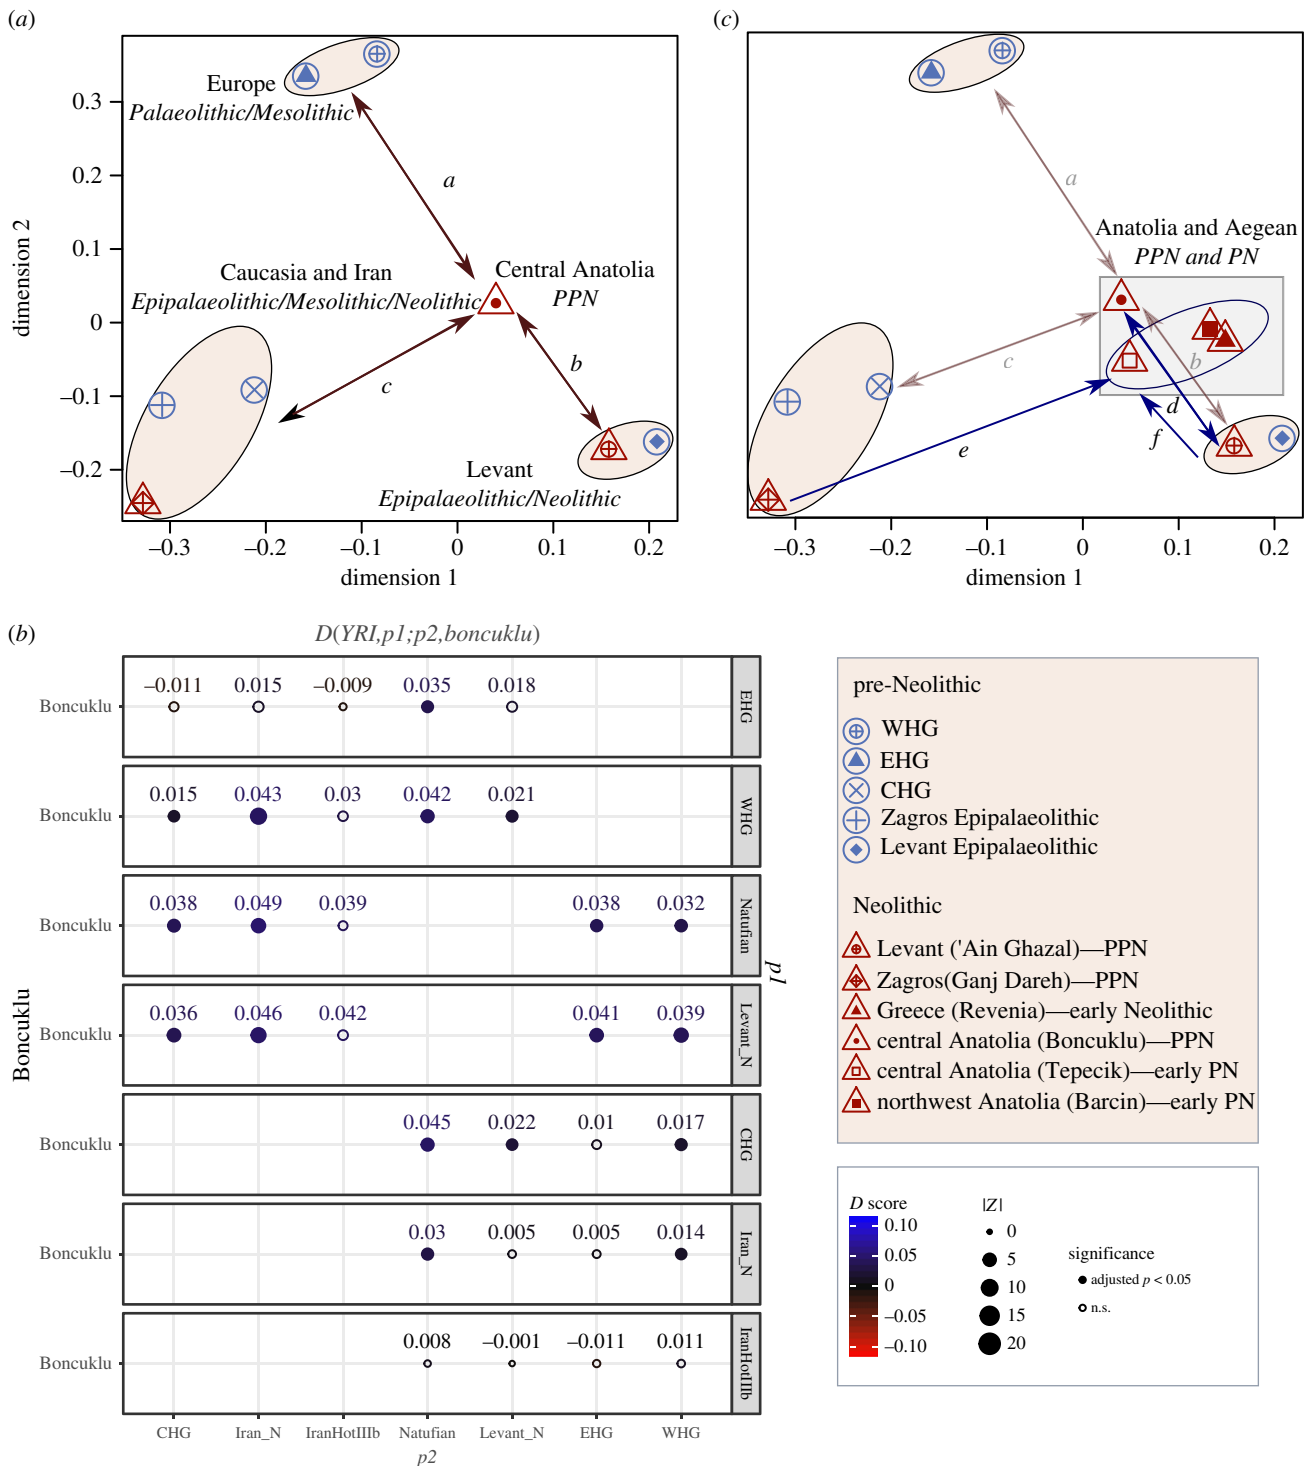 (a)
0.3
0.2
0.1
0
–0.1
–0.2
dimension 2
Europe
Palaeolithic/Mesolithic
a
Caucasia and Iran
Epipalaeolithic/Mesolithic/Neolithic
Central Anatolia
PPN
b
c
Levant
Epipalaeolithic/Neolithic
–0.3
–0.2
–0.1
0
0.1
0.2
dimension 1
(c)
a
Anatolia and Aegean
PPN and PN
c
b
d
f
e
–0.3
–0.2
–0.1
0
0.1
0.2
dimension 1
(b)
D(YRI,p1;p2,boncuklu)
Boncuklu
–0.011 0.015 –0.009 0.035 0.018
Boncuklu
EHG
0.015 0.043 0.03 0.042 0.021
Boncuklu
WHG
0.038 0.049 0.039 0.038 0.032
Boncuklu
Natufian
0.036 0.046 0.042 0.041 0.039
Boncuklu
Levant_N
0.045 0.022 0.01 0.017
Boncuklu
CHG
0.03 0.005 0.005 0.014
Boncuklu
Iran_N
0.008 –0.001 –0.011 0.011
Boncuklu
IranHotIIIb
p1
CHG Iran_N IranHotIIIb Natufian Levant_N EHG WHG
p2
pre-Neolithic
WHG
EHG
CHG
Zagros Epipalaeolithic
Levant Epipalaeolithic
Neolithic
Levant ('Ain Ghazal)—PPN
Zagros(Ganj Dareh)—PPN
Greece (Revenia)—early Neolithic
central Anatolia (Boncuklu)—PPN
central Anatolia (Tepecik)—early PN
northwest Anatolia (Barcin)—early PN
D score
0.10
0.05
0
–0.05
–0.10
|Z|
0
5
10
15
20
significance
adjusted p < 0.05
n.s.